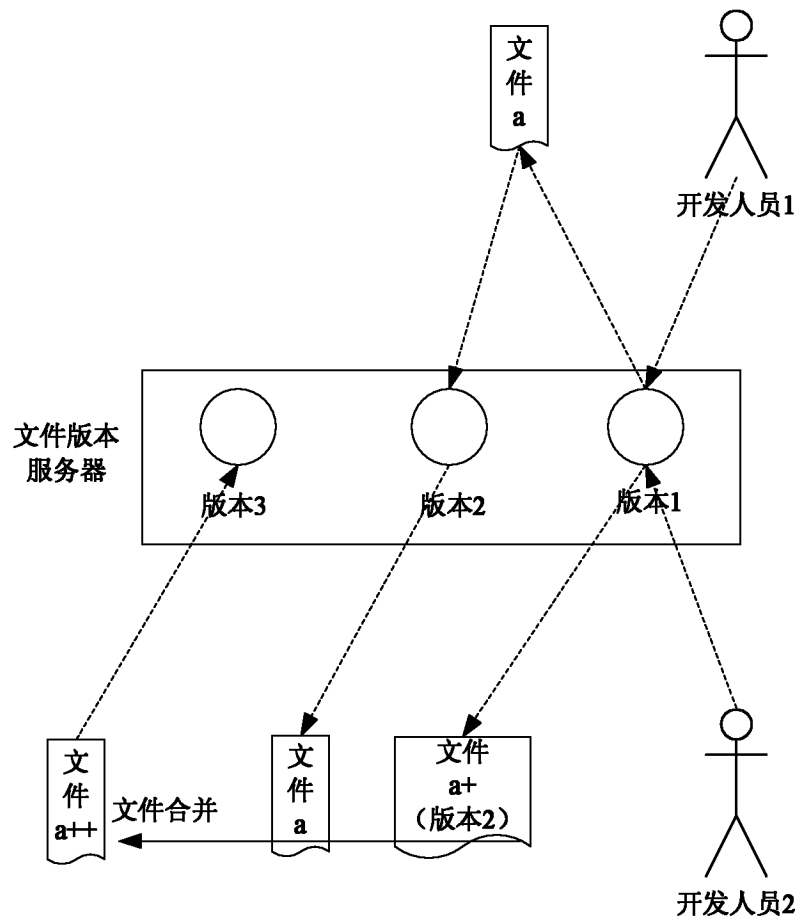 文
件
a
开发人员1
文件版本
服务器
版本3
版本2
版本1
文
件
a++
文件合并
文
件
a
文件
a+
（版本2）
开发人员2